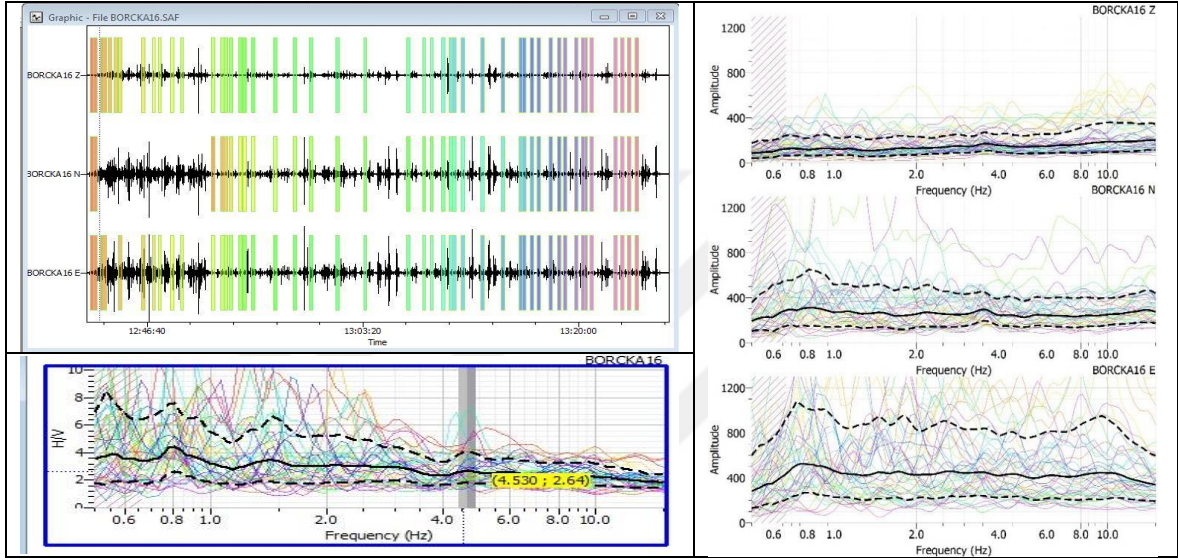 Graphic - File BORCKA16.SAF
BORCKA16 Z
BORCKA16 N
BORCKA16 E
12:46:40 13:03:20 13:20:00
Time
BORCKA16
10
8
6
4
2
0
H/V
(4.530 ; 2.64)
0.6 0.8 1.0 2.0 4.0 6.0 8.0 10.0
Frequency (Hz)
BORCKA16 Z
1200
800
400
0
Amplitude
0.6 0.8 1.0 2.0 4.0 6.0 8.0 10.0
Frequency (Hz)
BORCKA16 N
1200
800
400
0
Amplitude
0.6 0.8 1.0 2.0 4.0 6.0 8.0 10.0
Frequency (Hz)
BORCKA16 E
1200
800
400
0
Amplitude
0.6 0.8 1.0 2.0 4.0 6.0 8.0 10.0
Frequency (Hz)